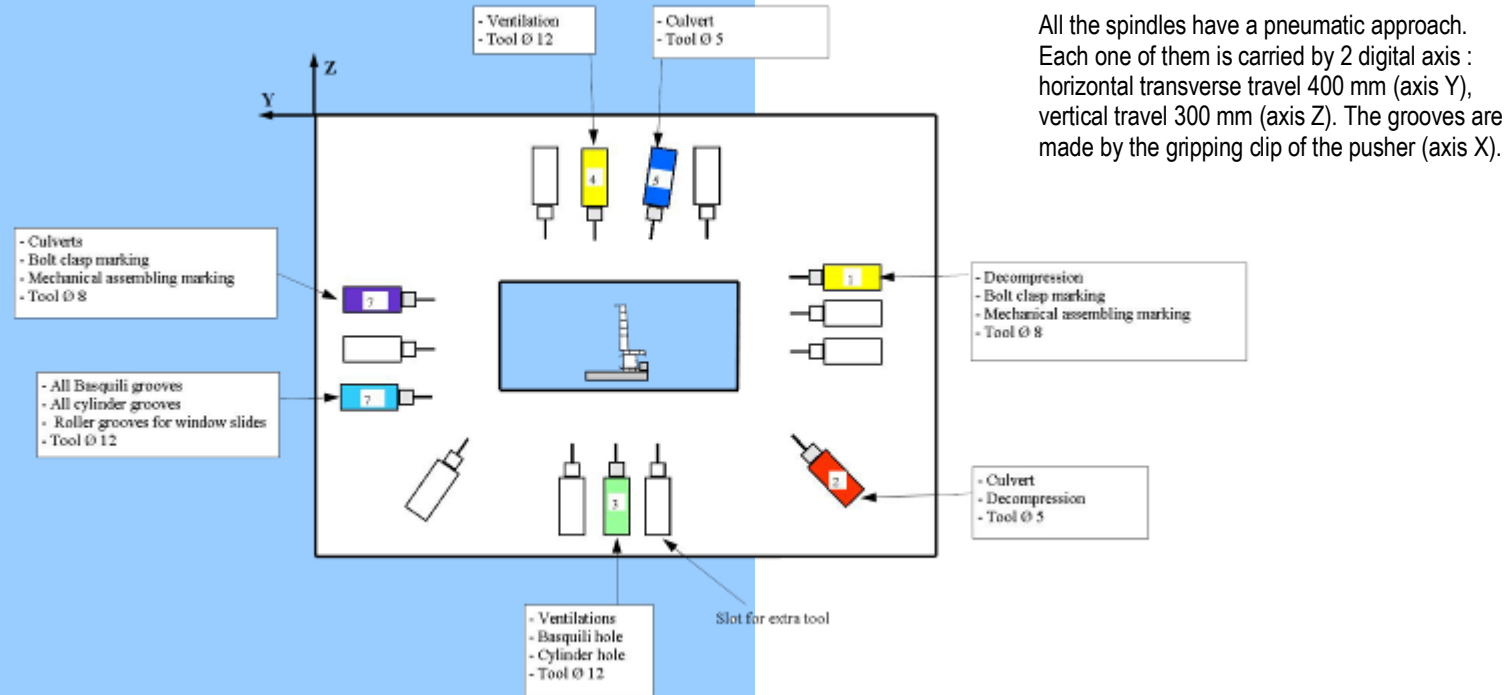 - Ventilation
- Tool Ø 12
- Culvert
- Tool Ø 5
All the spindles have a pneumatic approach.
Each one of them is carried by 2 digital axis :
horizontal transverse travel 400 mm (axis Y),
vertical travel 300 mm (axis Z). The grooves are
made by the gripping clip of the pusher (axis X).
Z
Y
4
5
- Culverts
- Bolt clasp marking
- Mechanical assembling marking
- Tool Ø 8
7
1
- Decompression
- Bolt clasp marking
- Mechanical assembling marking
- Tool Ø 8
- All Basquili grooves
- All cylinder grooves
- Roller grooves for window slides
- Tool Ø 12
7
2
- Culvert
- Decompression
- Tool Ø 5
3
- Ventilations
- Basquili hole
- Cylinder hole
- Tool Ø 12
Slot for extra tool